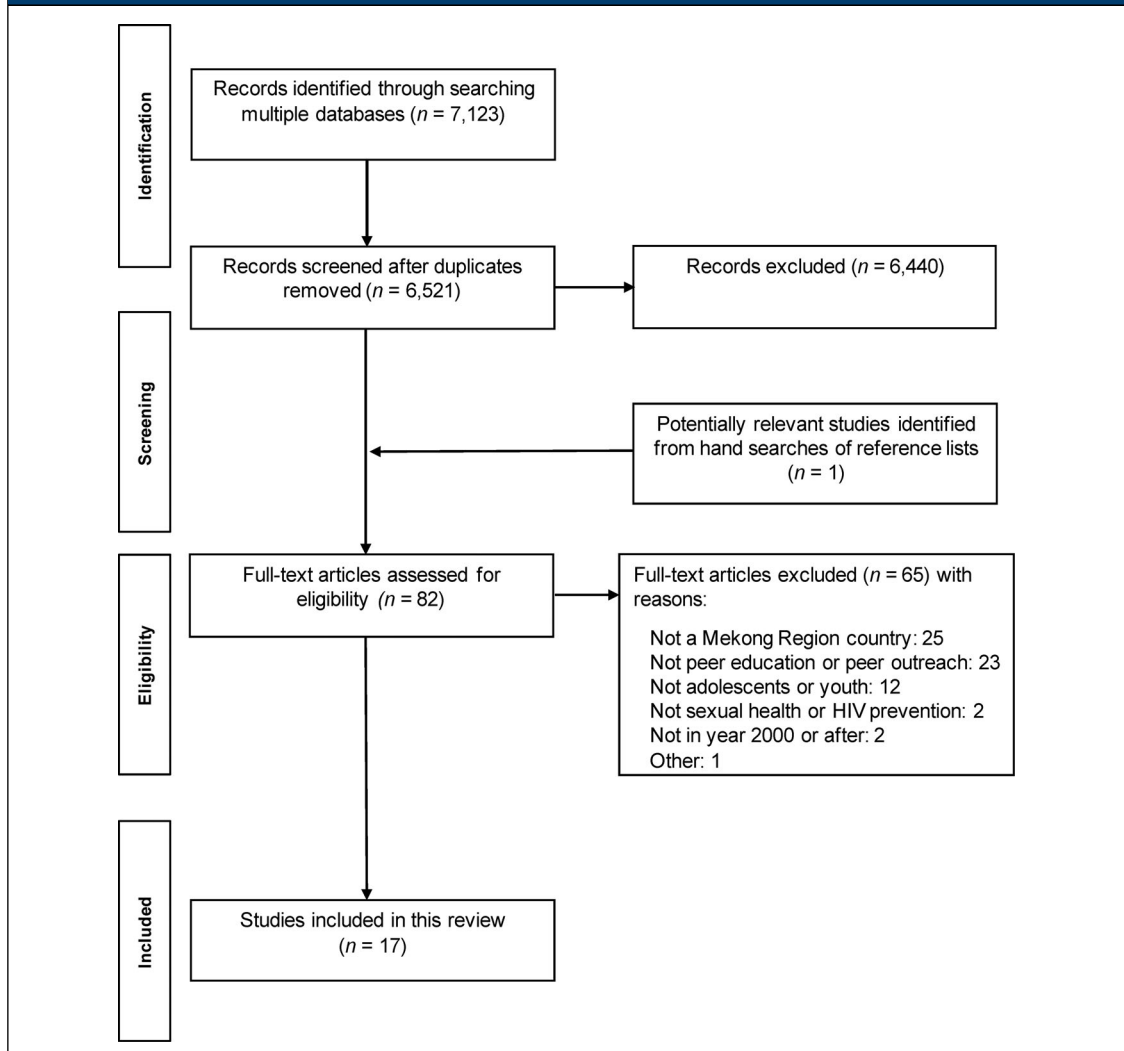 Identification
Records identified through searching
multiple databases (n = 7,123)
Records screened after duplicates
removed (n = 6,521)
Records excluded (n = 6,440)
Screening
Potentially relevant studies identified
from hand searches of reference lists
(n = 1)
Eligibility
Full-text articles assessed for
eligibility (n = 82)
Full-text articles excluded (n = 65) with
reasons:
Not a Mekong Region country: 25
Not peer education or peer outreach: 23
Not adolescents or youth: 12
Not sexual health or HIV prevention: 2
Not in year 2000 or after: 2
Other: 1
Included
Studies included in this review
(n = 17)